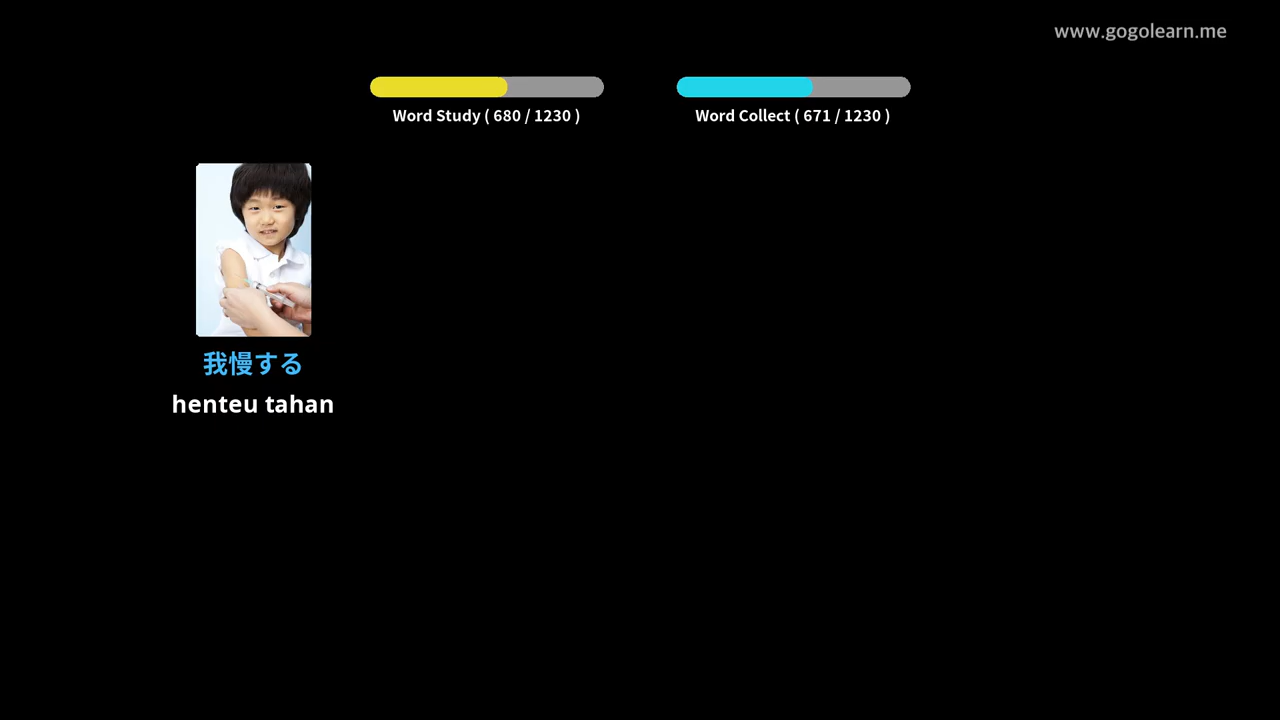 www.gogolearn.me
Word Study ( 680 / 1230 )
Word Collect ( 671 / 1230 )
我慢する
henteu tahan